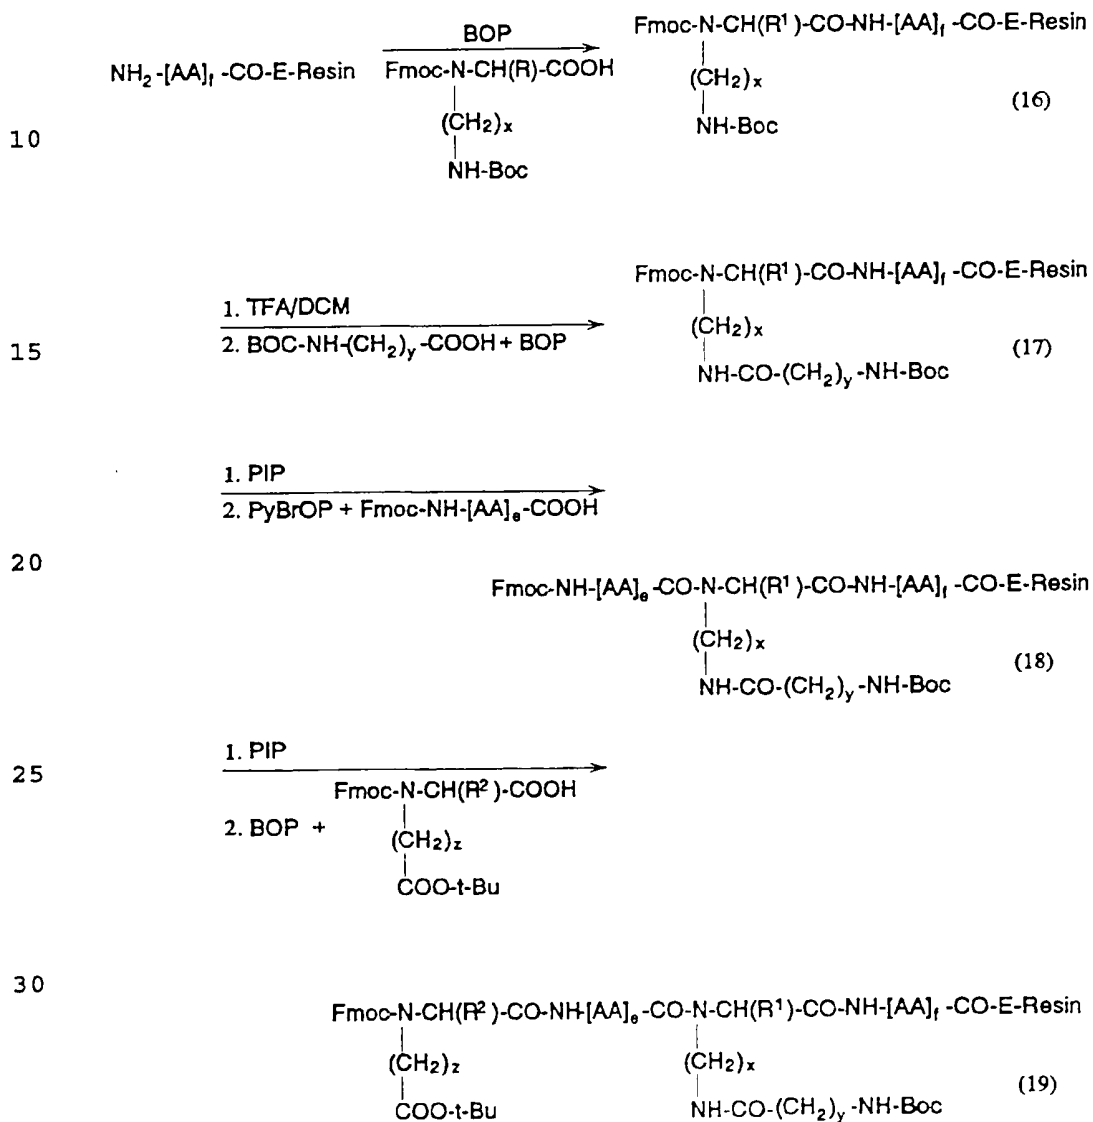 BOP
Fmoc-N-CH(R¹)-CO-NH-[AA]f-CO-E-Resin
NH₂-[AA]f-CO-E-Resin
Fmoc-N-CH(R)-COOH
(CH₂)x
(16)
(CH₂)x
NH-Boc
10
NH-Boc
Fmoc-N-CH(R¹)-CO-NH-[AA]f-CO-E-Resin
1. TFA/DCM
(CH₂)x
2. BOC-NH-(CH₂)y-COOH + BOP
15
(17)
NH-CO-(CH₂)y-NH-Boc
1. PIP
2. PyBrOP + Fmoc-NH-[AA]e-COOH
20
Fmoc-NH-[AA]e-CO-N-CH(R¹)-CO-NH-[AA]f-CO-E-Resin
(CH₂)x
(18)
NH-CO-(CH₂)y-NH-Boc
1. PIP
25
Fmoc-N-CH(R²)-COOH
2. BOP +
(CH₂)z
COO-t-Bu
30
Fmoc-N-CH(R²)-CO-NH-[AA]e-CO-N-CH(R¹)-CO-NH-[AA]f-CO-E-Resin
(CH₂)z (CH₂)x
(19)
COO-t-Bu NH-CO-(CH₂)y-NH-Boc